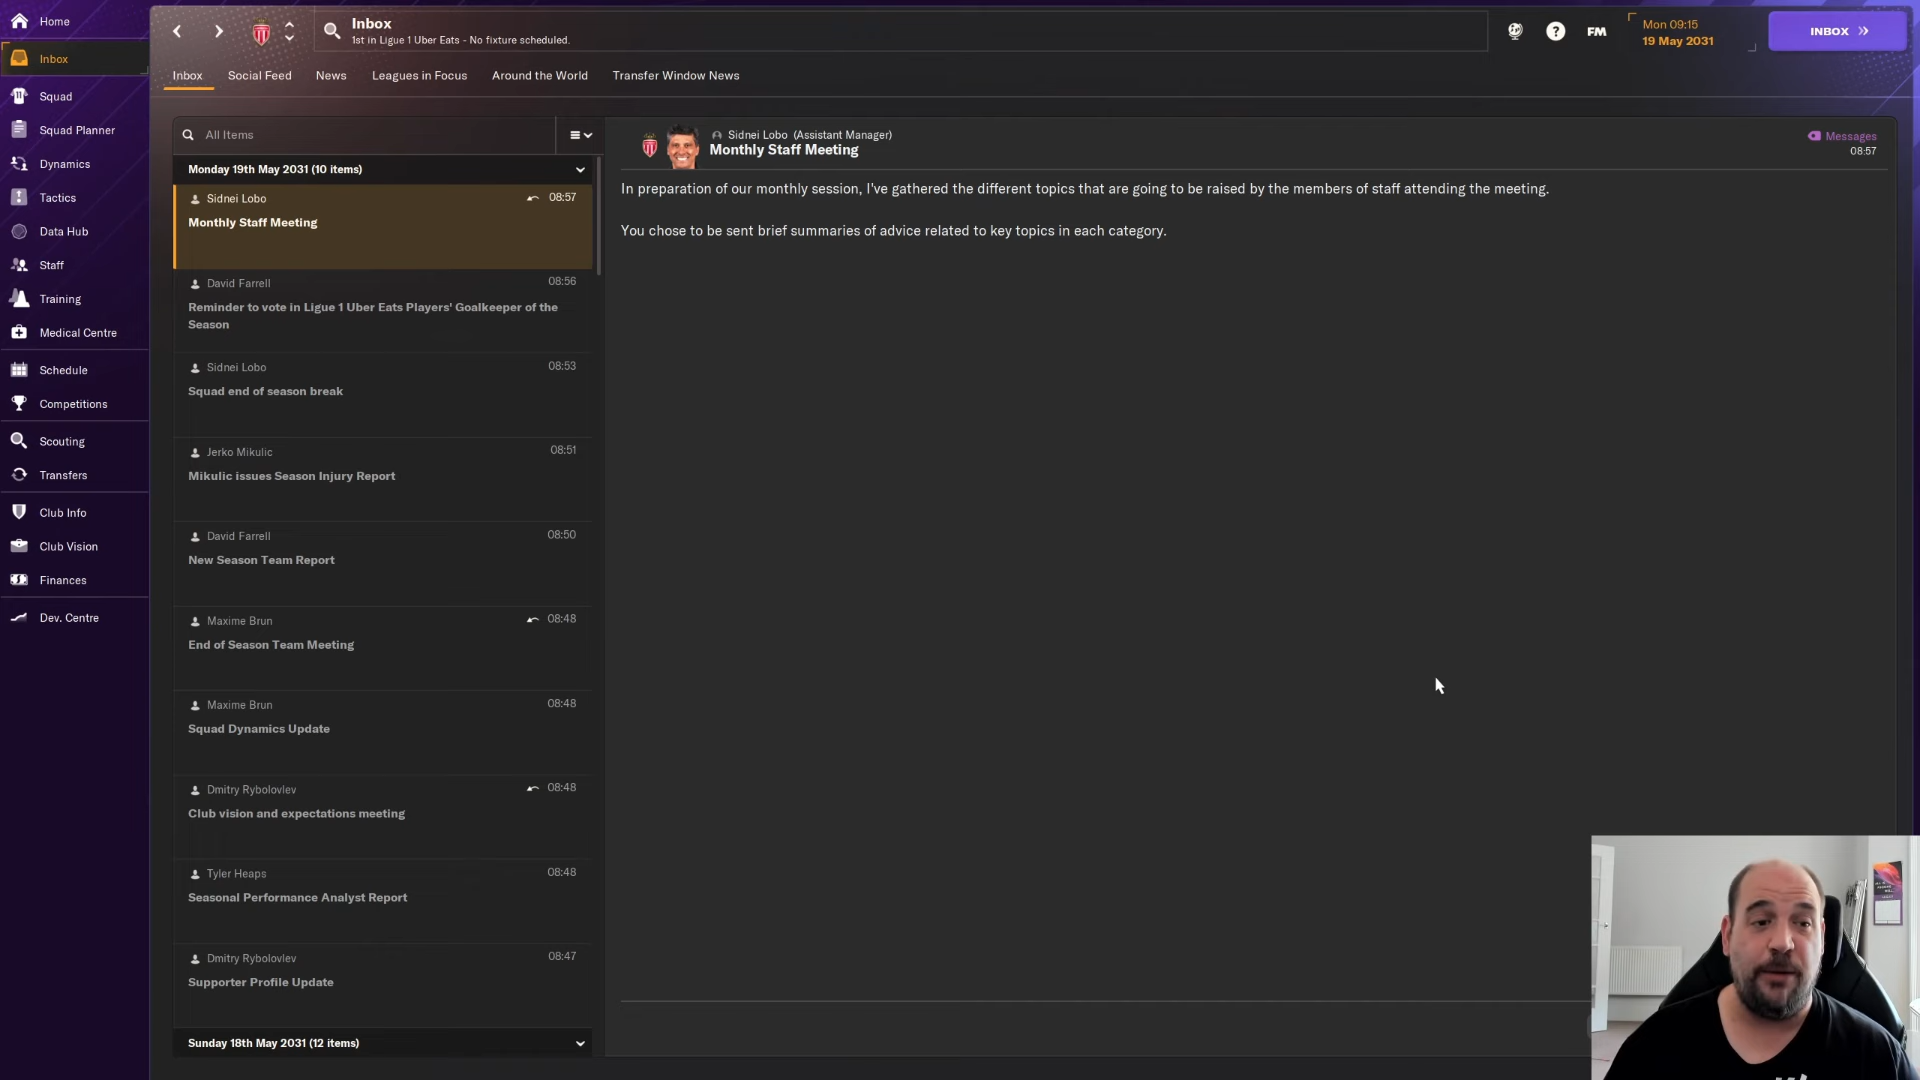 Home
Inbox
Squad
Squad Planner
Dynamics
Tactics
Data Hub
Staff
Training
Medical Centre
Schedule
Competitions
Scouting
Transfers
Club Info
Club Vision
Finances
Dev. Centre
Inbox
1st in Ligue 1 Uber Eats - No fixture scheduled.
FM
Mon 09:15
19 May 2031
INBOX
Inbox
Social Feed
News
Leagues in Focus
Around the World
Transfer Window News
All Items
Monday 19th May 2031 (10 items)
Sidnei Lobo 08:57
Monthly Staff Meeting
David Farrell 08:56
Reminder to vote in Ligue 1 Uber Eats Players' Goalkeeper of the
Season
Sidnei Lobo 08:53
Squad end of season break
Jerko Mikulic 08:51
Mikulic issues Season Injury Report
David Farrell 08:50
New Season Team Report
Maxime Brun 08:48
End of Season Team Meeting
Maxime Brun 08:48
Squad Dynamics Update
Dmitry Rybolovlev 08:48
Club vision and expectations meeting
Tyler Heaps 08:48
Seasonal Performance Analyst Report
Dmitry Rybolovlev 08:47
Supporter Profile Update
Sunday 18th May 2031 (12 items)
Sidnei Lobo (Assistant Manager)
Monthly Staff Meeting
Messages
08:57
In preparation of our monthly session, I've gathered the different topics that are going to be raised by the members of staff attending the meeting.
You chose to be sent brief summaries of advice related to key topics in each category.